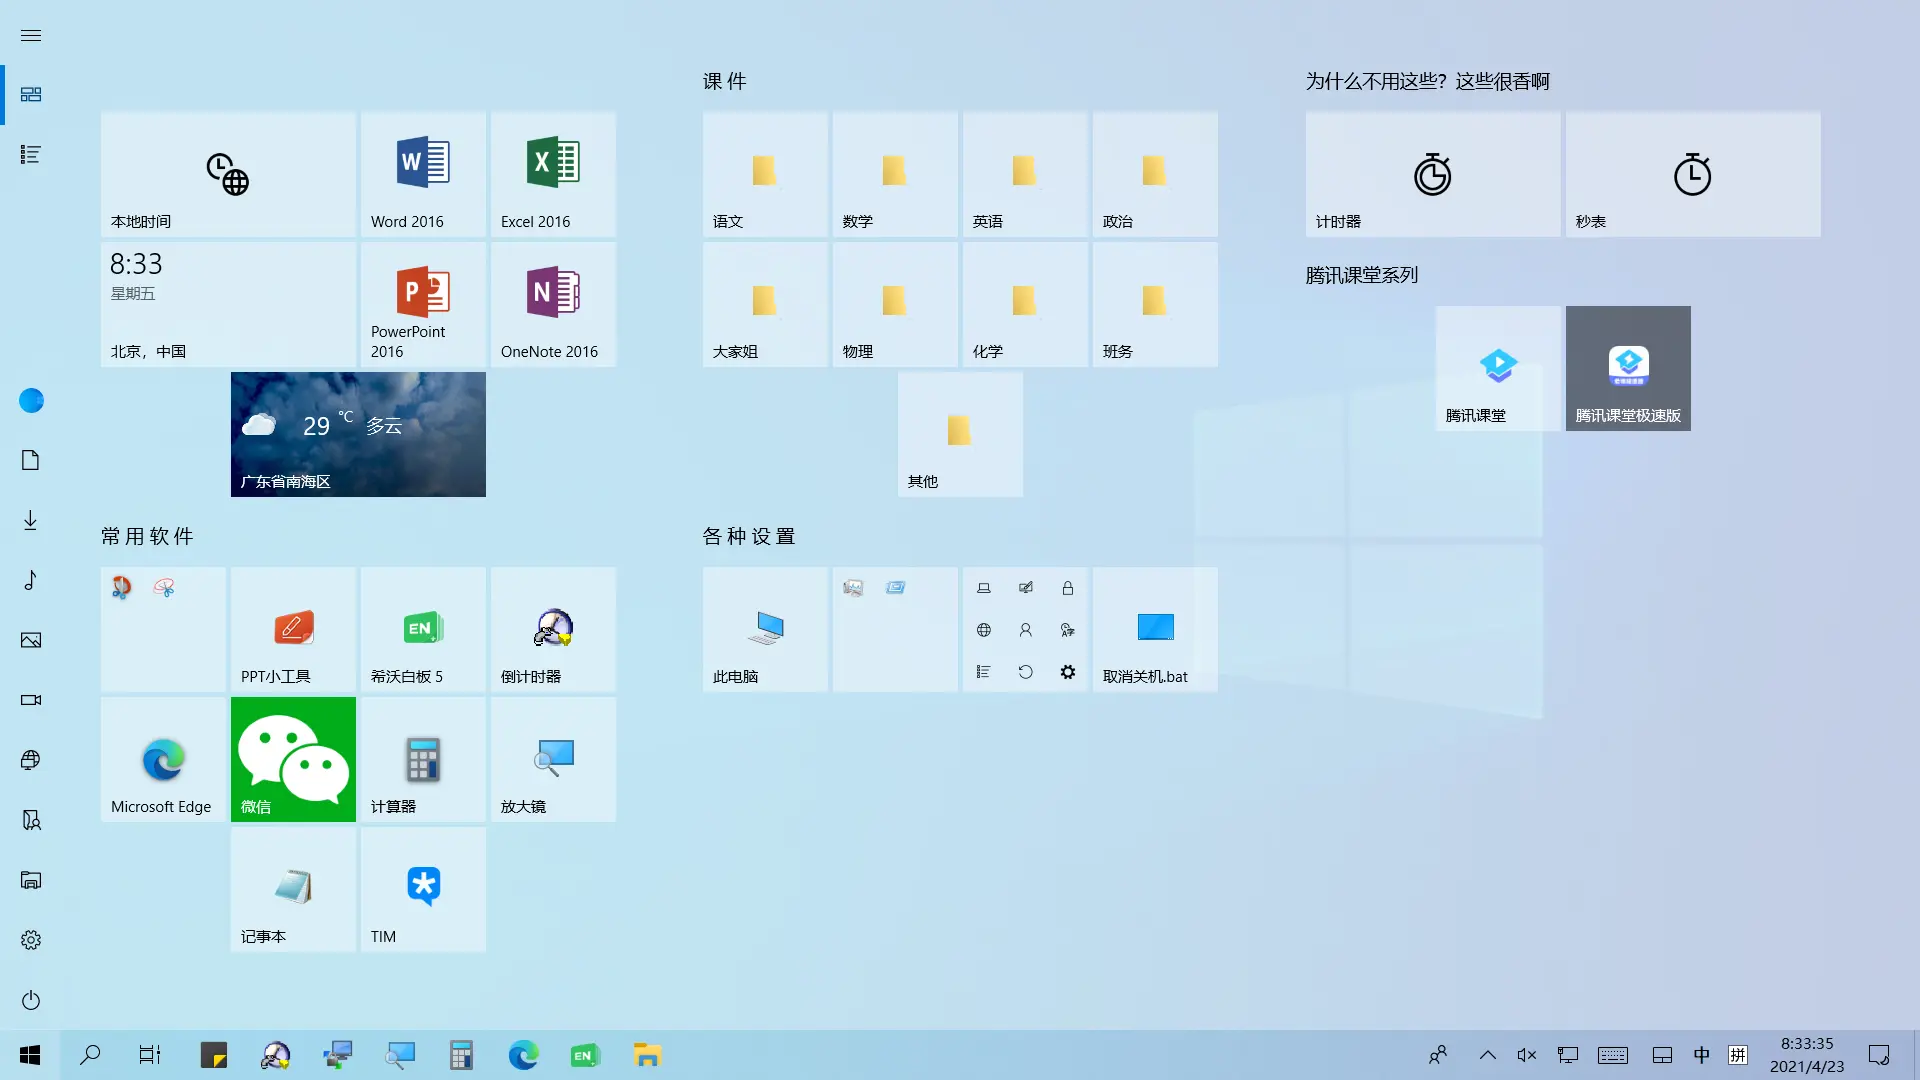 本地时间
Word 2016
Excel 2016
8:33
星期五
北京，中国
PowerPoint
2016
OneNote 2016
29 °C 多云
广东省南海区
课 件
语文
数学
英语
政治
大家姐
物理
化学
班务
其他
为什么不用这些？这些很香啊
计时器
秒表
腾讯课堂系列
腾讯课堂
腾讯课堂极速版
常 用 软 件
PPT小工具
EN
希沃白板 5
倒计时器
Microsoft Edge
微信
计算器
放大镜
记事本
TIM
各 种 设 置
此电脑
取消关机.bat
EN
中
拼
8:33:35
2021/4/23